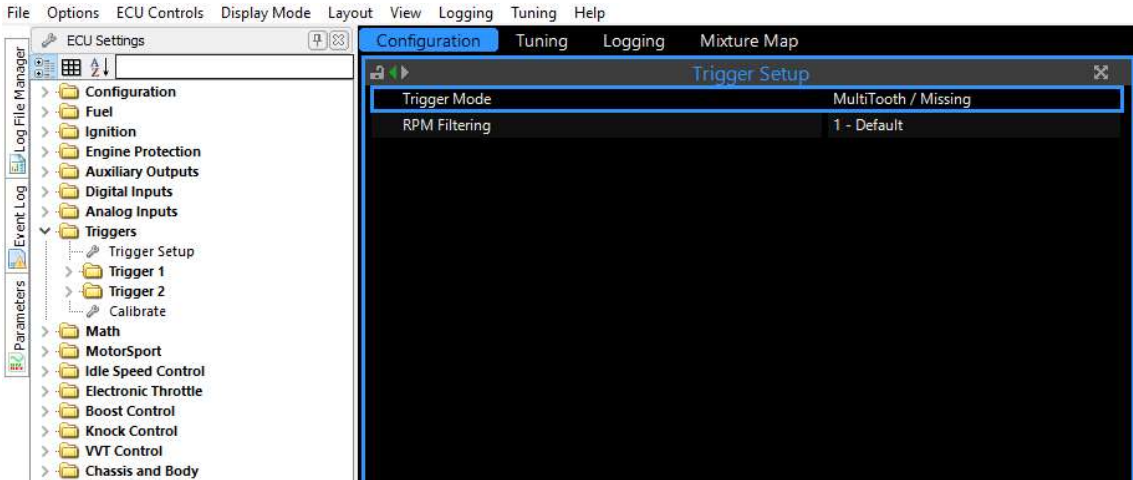 File Options ECU Controls Display Mode Layout View Logging Tuning Help
Log File Manager
Event Log
Parameters
ECU Settings
Configuration
Fuel
Ignition
Engine Protection
Auxiliary Outputs
Digital Inputs
Analog Inputs
Triggers
Trigger Setup
Trigger 1
Trigger 2
Calibrate
Math
MotorSport
Idle Speed Control
Electronic Throttle
Boost Control
Knock Control
VVT Control
Chassis and Body
Configuration Tuning Logging Mixture Map
Trigger Setup
Trigger Mode MultiTooth / Missing
RPM Filtering 1 - Default